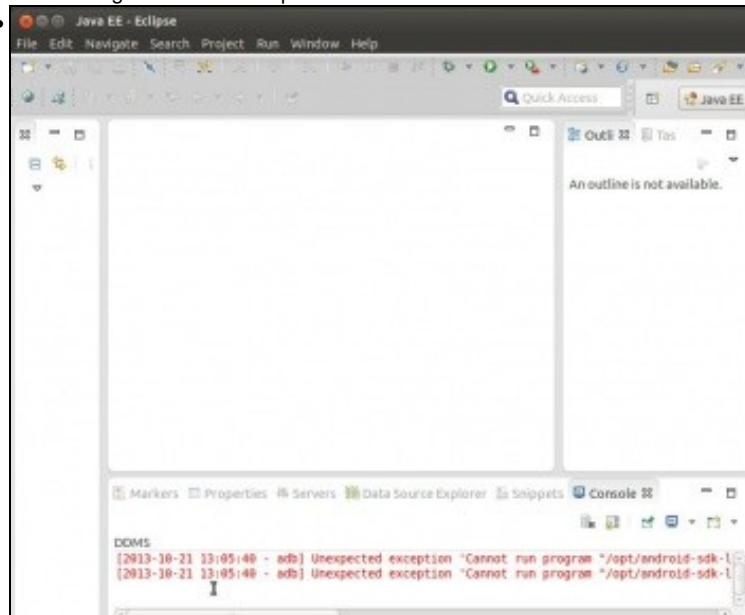 Java EE - Eclipse
File Edit Navigate Search Project Run Window Help
Quick Access
Java EE
Outli
Tas
An outline is not available.
Markers Properties Servers Data Source Explorer Snippets Console
DDMS
[2013-10-21 13:05:40 - adb] Unexpected exception "Cannot run program "/opt/android-sdk-l
[2013-10-21 13:05:40 - adb] Unexpected exception "Cannot run program "/opt/android-sdk-l